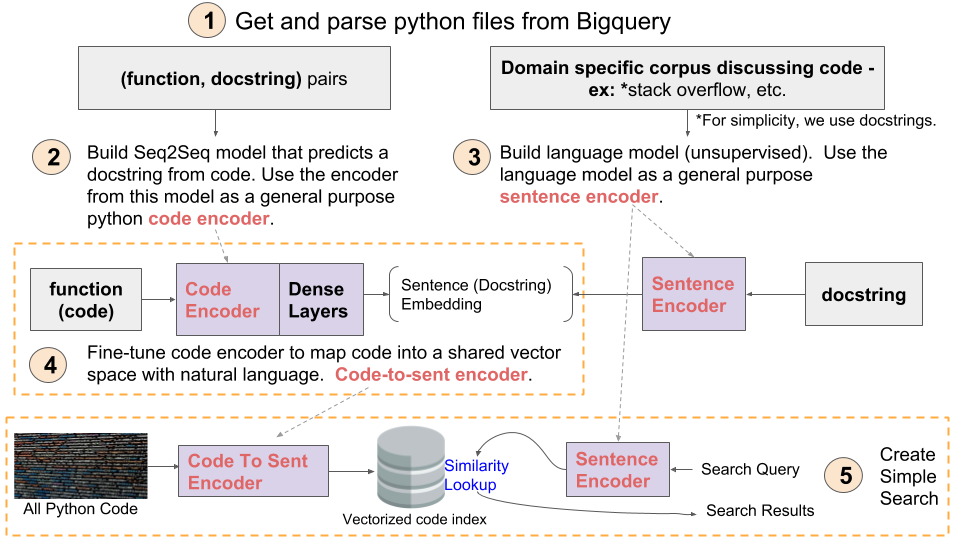 1 Get and parse python files from Bigquery
(function, docstring) pairs
Domain specific corpus discussing code -
ex: *stack overflow, etc.
*For simplicity, we use docstrings.
2
Build Seq2Seq model that predicts a
docstring from code. Use the encoder
from this model as a general purpose
python code encoder.
3
Build language model (unsupervised).  Use the
language model as a general purpose
sentence encoder.
function
(code)
Code
Encoder
Dense
Layers
Sentence (Docstring)
Embedding
Sentence
Encoder
docstring
4
Fine-tune code encoder to map code into a shared vector
space with natural language.  Code-to-sent encoder.
All Python Code
Code To Sent
Encoder
Vectorized code index
Similarity
Lookup
Sentence
Encoder
Search Query
Search Results
5
Create
Simple
Search